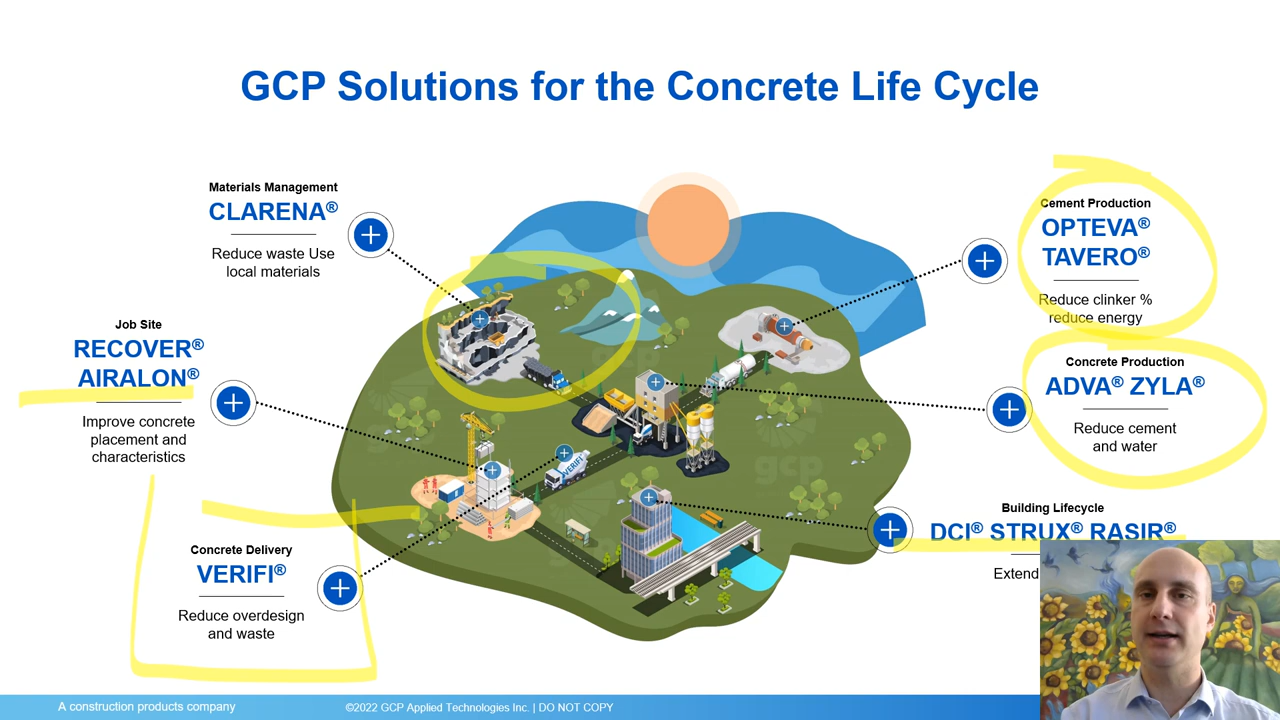 GCP Solutions for the Concrete Life Cycle
Materials Management
CLARENA®
Reduce waste Use
local materials
Job Site
RECOVER®
AIRALON®
Improve concrete
placement and
characteristics
Concrete Delivery
VERIFI®
Reduce overdesign
and waste
Cement Production
OPTEVA®
TAVERO®
Reduce clinker %
reduce energy
Concrete Production
ADVA® ZYLA®
Reduce cement
and water
Building Lifecycle
DCI® STRUX® RASIR®
Extend
VERIFI
gcp
gcp
A construction products company
©2022 GCP Applied Technologies Inc. | DO NOT COPY